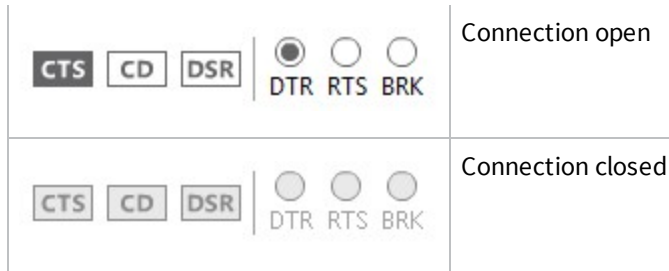 CTS CD DSR DTR RTS BRK Connection open
CTS CD DSR DTR RTS BRK Connection closed